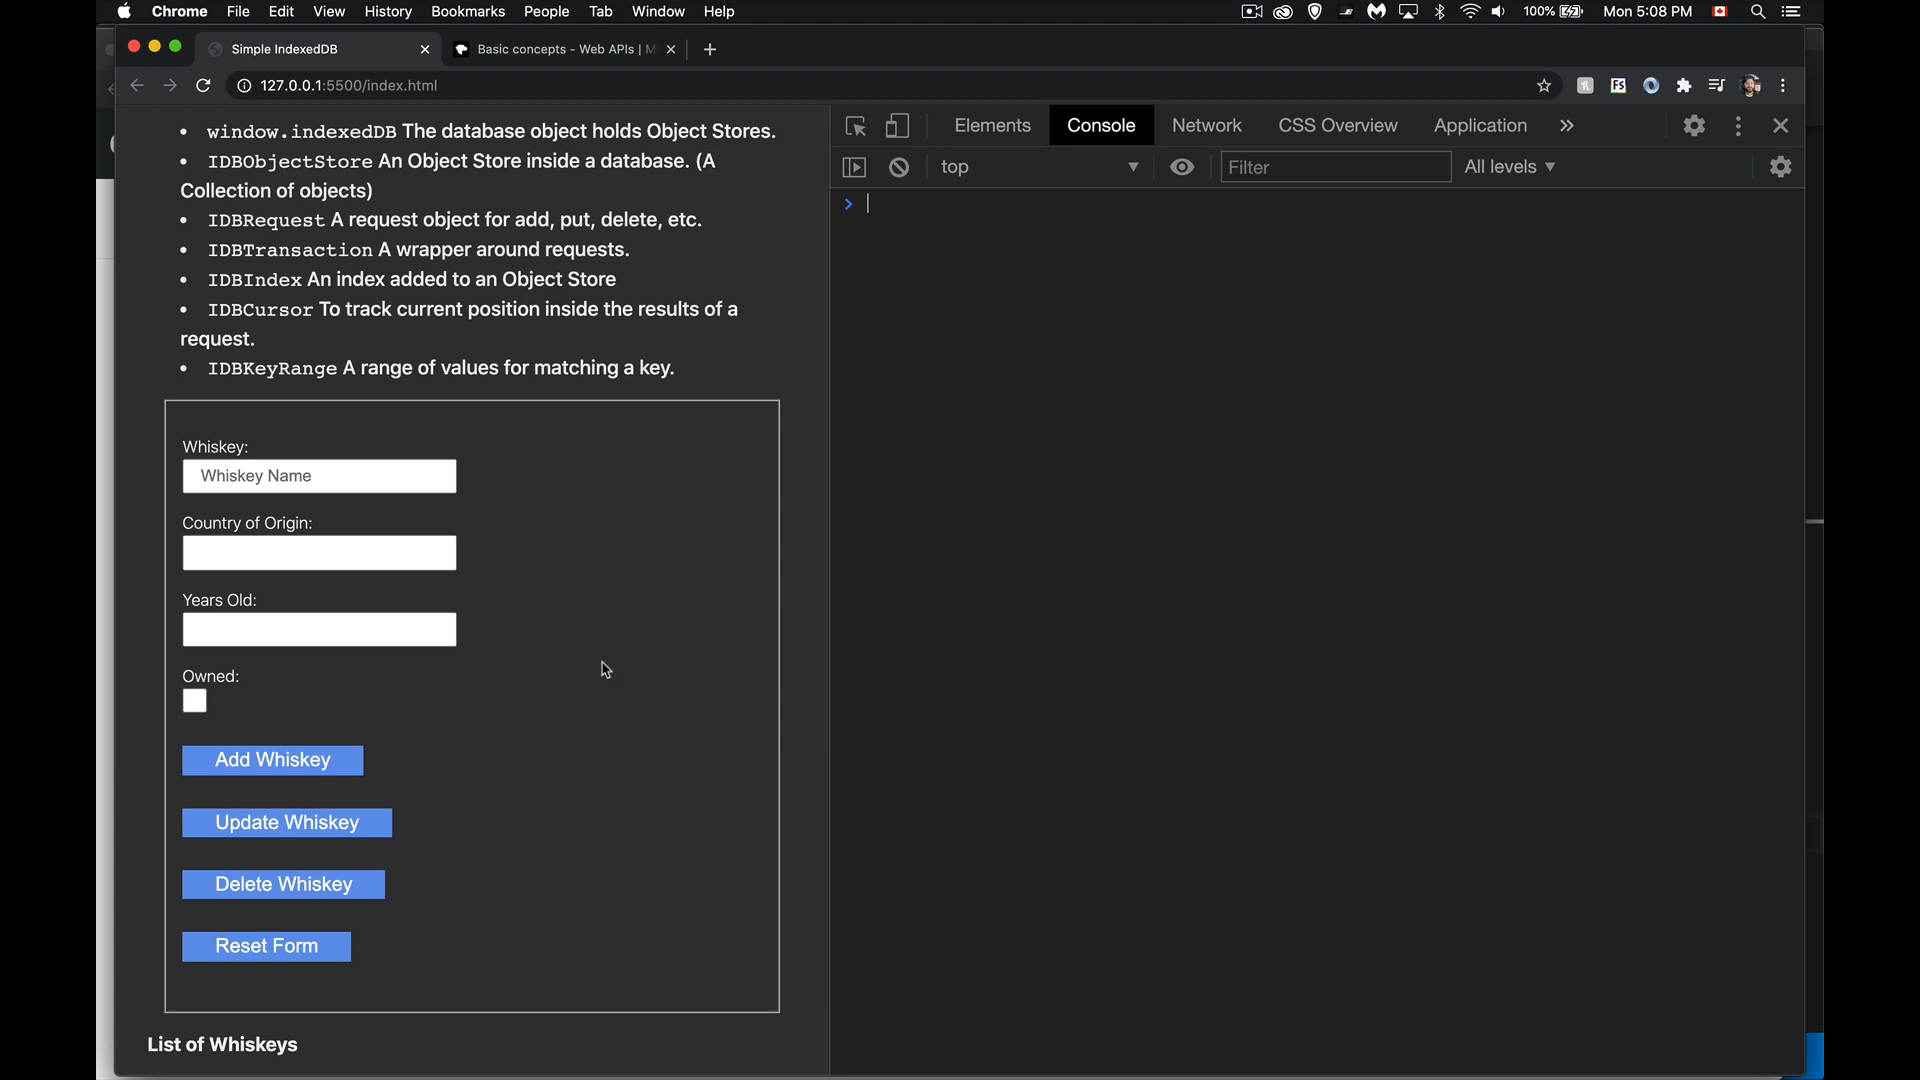 Chrome File Edit View History Bookmarks People Tab Window Help 100% Mon 5:08 PM
Simple IndexedDB Basic concepts - Web APIs | M
127.0.0.1:5500/index.html
Elements Console Network CSS Overview Application
top Filter All levels
• window.indexedDB The database object holds Object Stores.
• IDBObjectStore An Object Store inside a database. (A
Collection of objects)
• IDBRequest A request object for add, put, delete, etc.
• IDBTransaction A wrapper around requests.
• IDBIndex An index added to an Object Store
• IDBCursor To track current position inside the results of a
request.
• IDBKeyRange A range of values for matching a key.
Whiskey:
Whiskey Name
Country of Origin:
Years Old:
Owned:
Add Whiskey
Update Whiskey
Delete Whiskey
Reset Form
List of Whiskeys